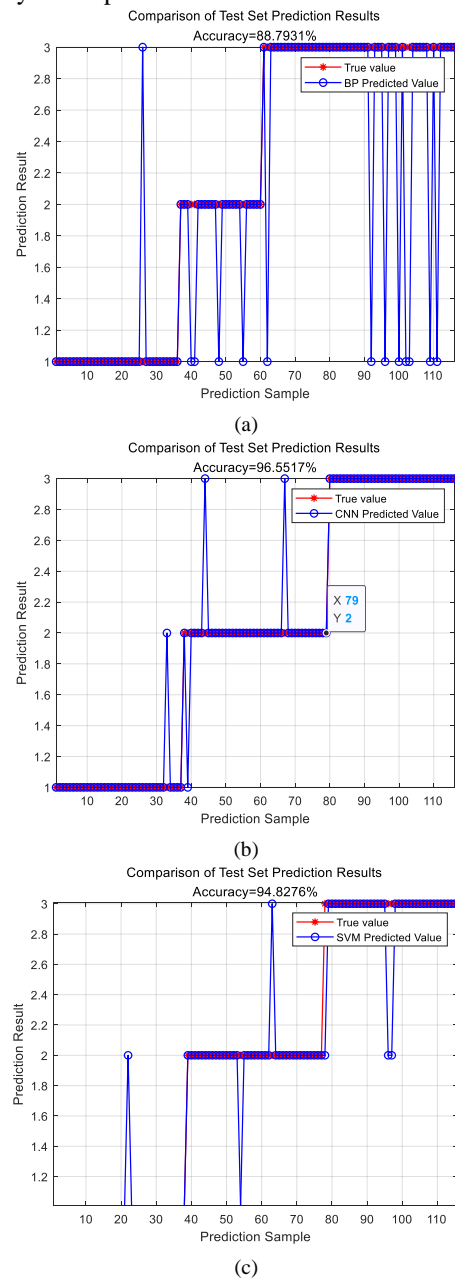 Comparison of Test Set Prediction Results
Accuracy=88.7931%
3
True value
BP Predicted Value
2.8
2.6
2.4
2.2
2
1.8
1.6
1.4
1.2
1
Prediction Result
10 20 30 40 50 60 70 80 90 100 110
Prediction Sample
(a)
Comparison of Test Set Prediction Results
Accuracy=96.5517%
3
True value
CNN Predicted Value
2.8
2.6
2.4
2.2
X 79
Y 2
2
1.8
1.6
1.4
1.2
1
Prediction Result
10 20 30 40 50 60 70 80 90 100 110
Prediction Sample
(b)
Comparison of Test Set Prediction Results
Accuracy=94.8276%
3
True value
SVM Predicted Value
2.8
2.6
2.4
2.2
2
1.8
1.6
1.4
1.2
Prediction Result
10 20 30 40 50 60 70 80 90 100 110
Prediction Sample
(c)